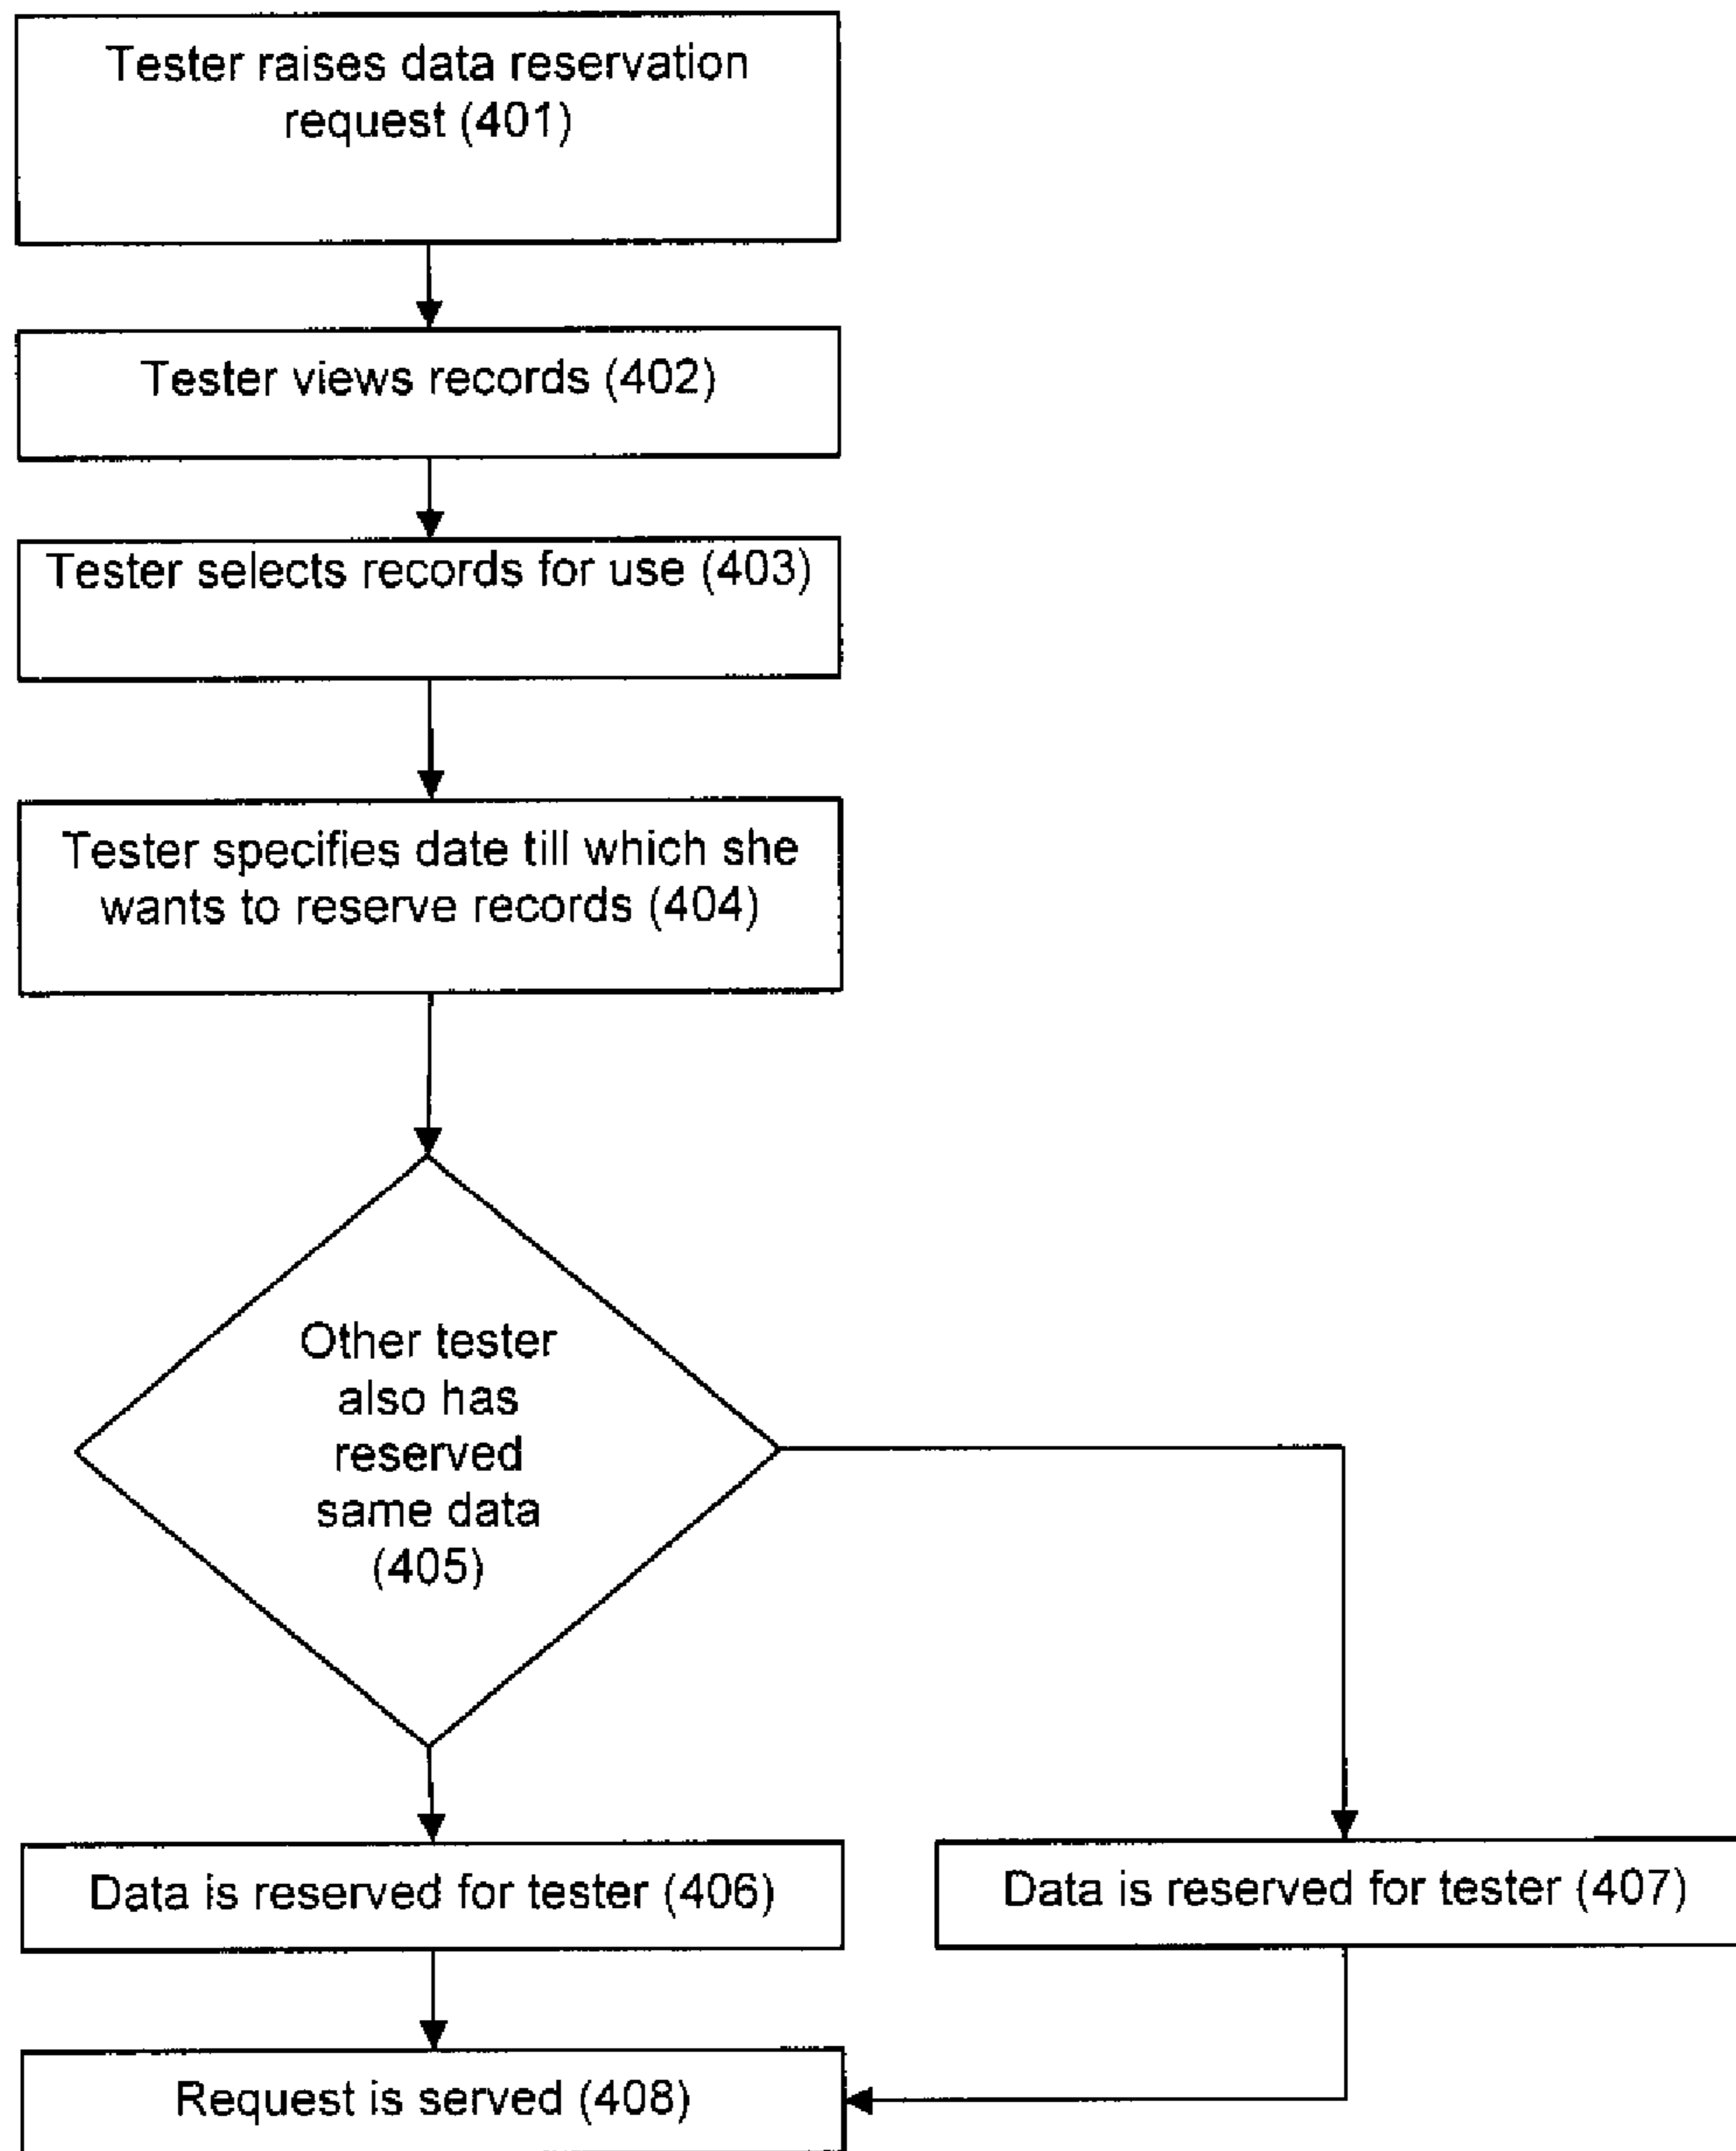 Tester raises data reservation
request (401)
Tester views records (402)
Tester selects records for use (403)
Tester specifies date till which she
wants to reserve records (404)
Other tester
also has
reserved
same data
(405)
Data is reserved for tester (406)
Data is reserved for tester (407)
Request is served (408)